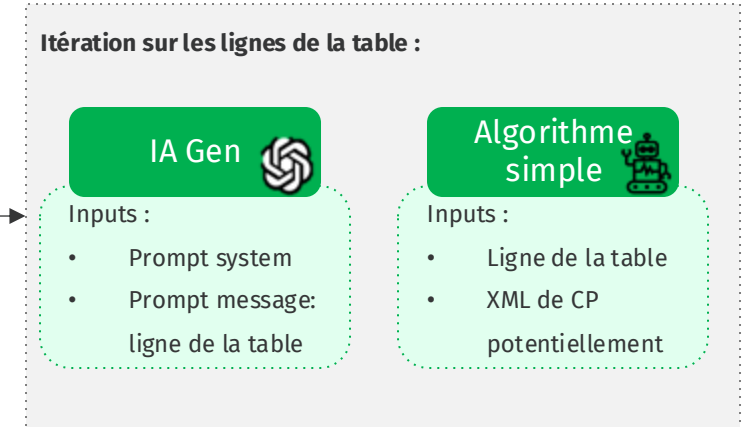 Itération sur les lignes de la table :
IA Gen
Inputs :
• Prompt system
• Prompt message:
ligne de la table
Algorithme
simple
Inputs :
• Ligne de la table
• XML de CP
potentiellement